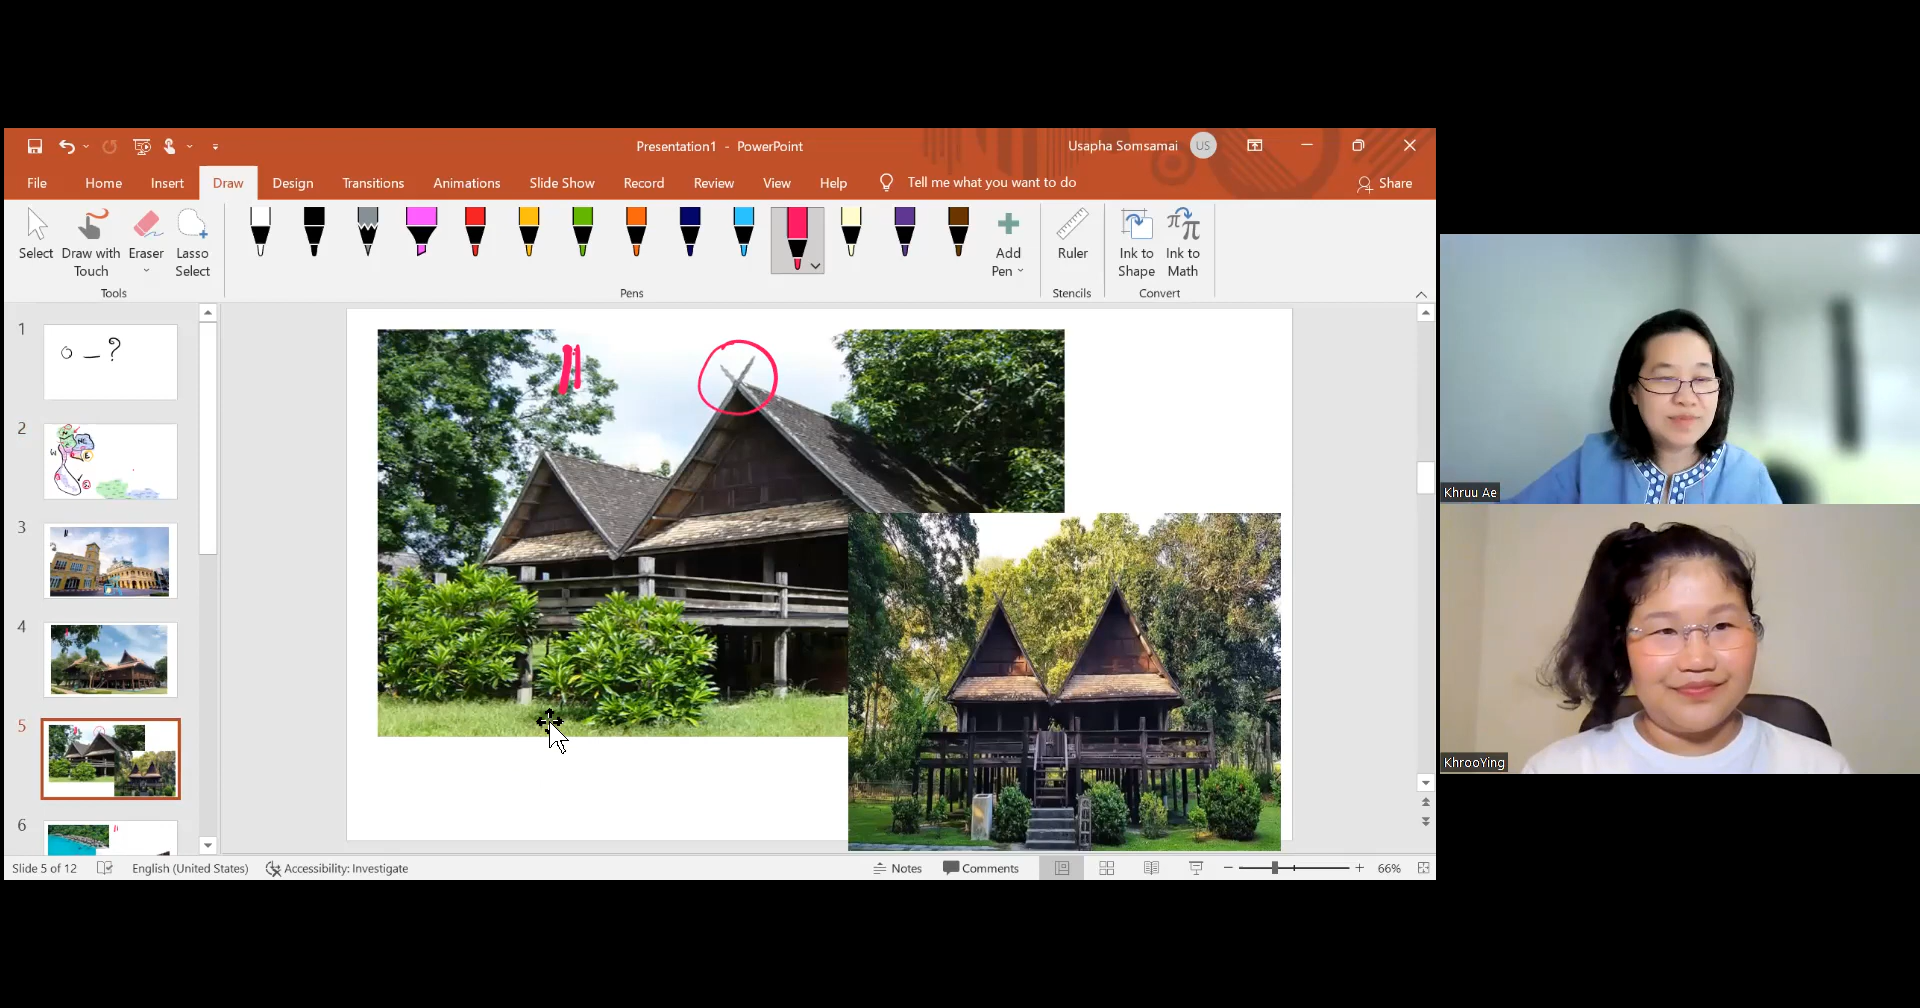 Presentation1 - PowerPoint
Usapha Somsamai US
File Home Insert Draw Design Transitions Animations Slide Show Record Review View Help Tell me what you want to do Share
Select
Draw with Touch
Eraser
Lasso Select
Add Pen
Ruler
Ink to Shape
Ink to Math
Tools Pens Stencils Convert
1
?
2
3
4
5
6
Khruu Ae
KhrooYing
Slide 5 of 12 English (United States) Accessibility: Investigate Notes Comments 66%